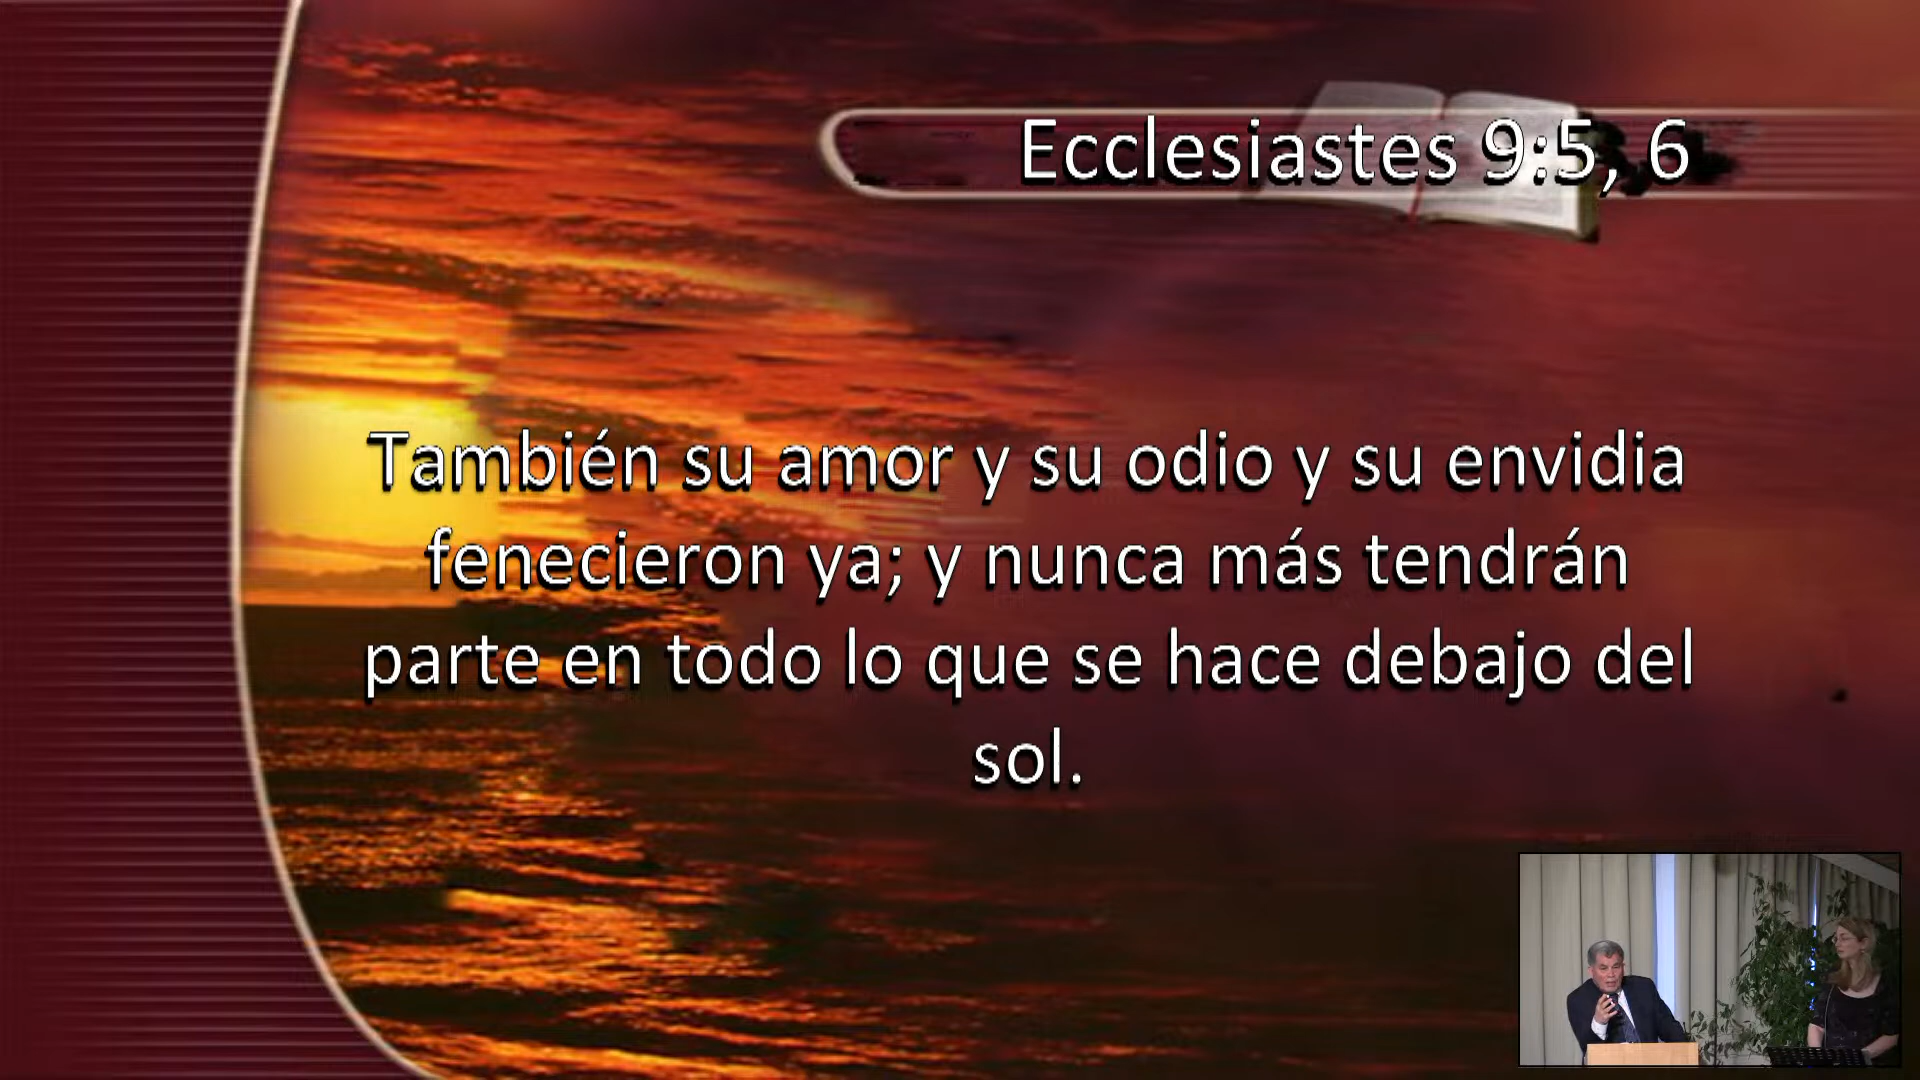 Ecclesiastes 9:5, 6
También su amor y su odio y su envidia
fenecieron ya; y nunca más tendrán
parte en todo lo que se hace debajo del
sol.